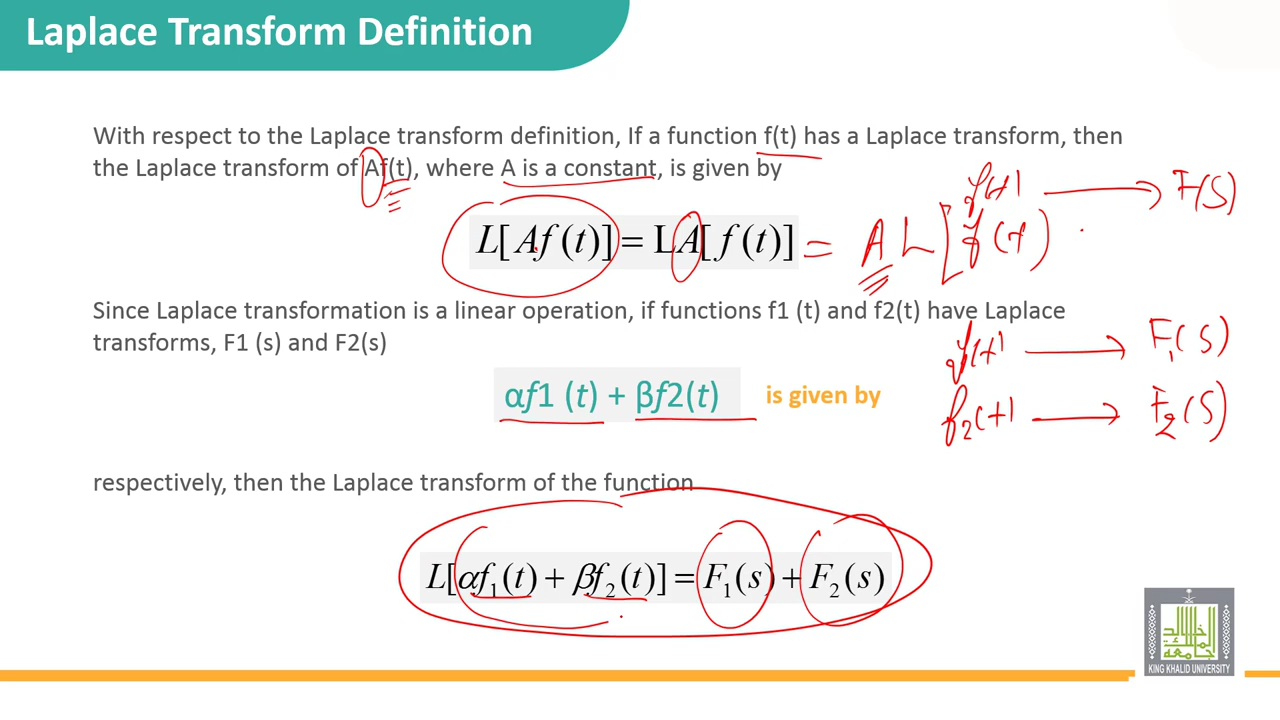 Laplace Transform Definition
With respect to the Laplace transform definition, If a function f(t) has a Laplace transform, then
the Laplace transform of Af(t), where A is a constant, is given by
f(t) → F(S)
L[Af(t)] = LA[f(t)] = A L[f(t)
Since Laplace transformation is a linear operation, if functions f1 (t) and f2(t) have Laplace
transforms, F1 (s) and F2(s)
f(t) → F₁(S)
αf1 (t) + βf2(t) is given by
f₂(t) → F₂(S)
respectively, then the Laplace transform of the function
L[αf₁(t) + βf₂(t)] = F₁(s) + F₂(s)
جامعة الملك خالد
KING KHALID UNIVERSITY